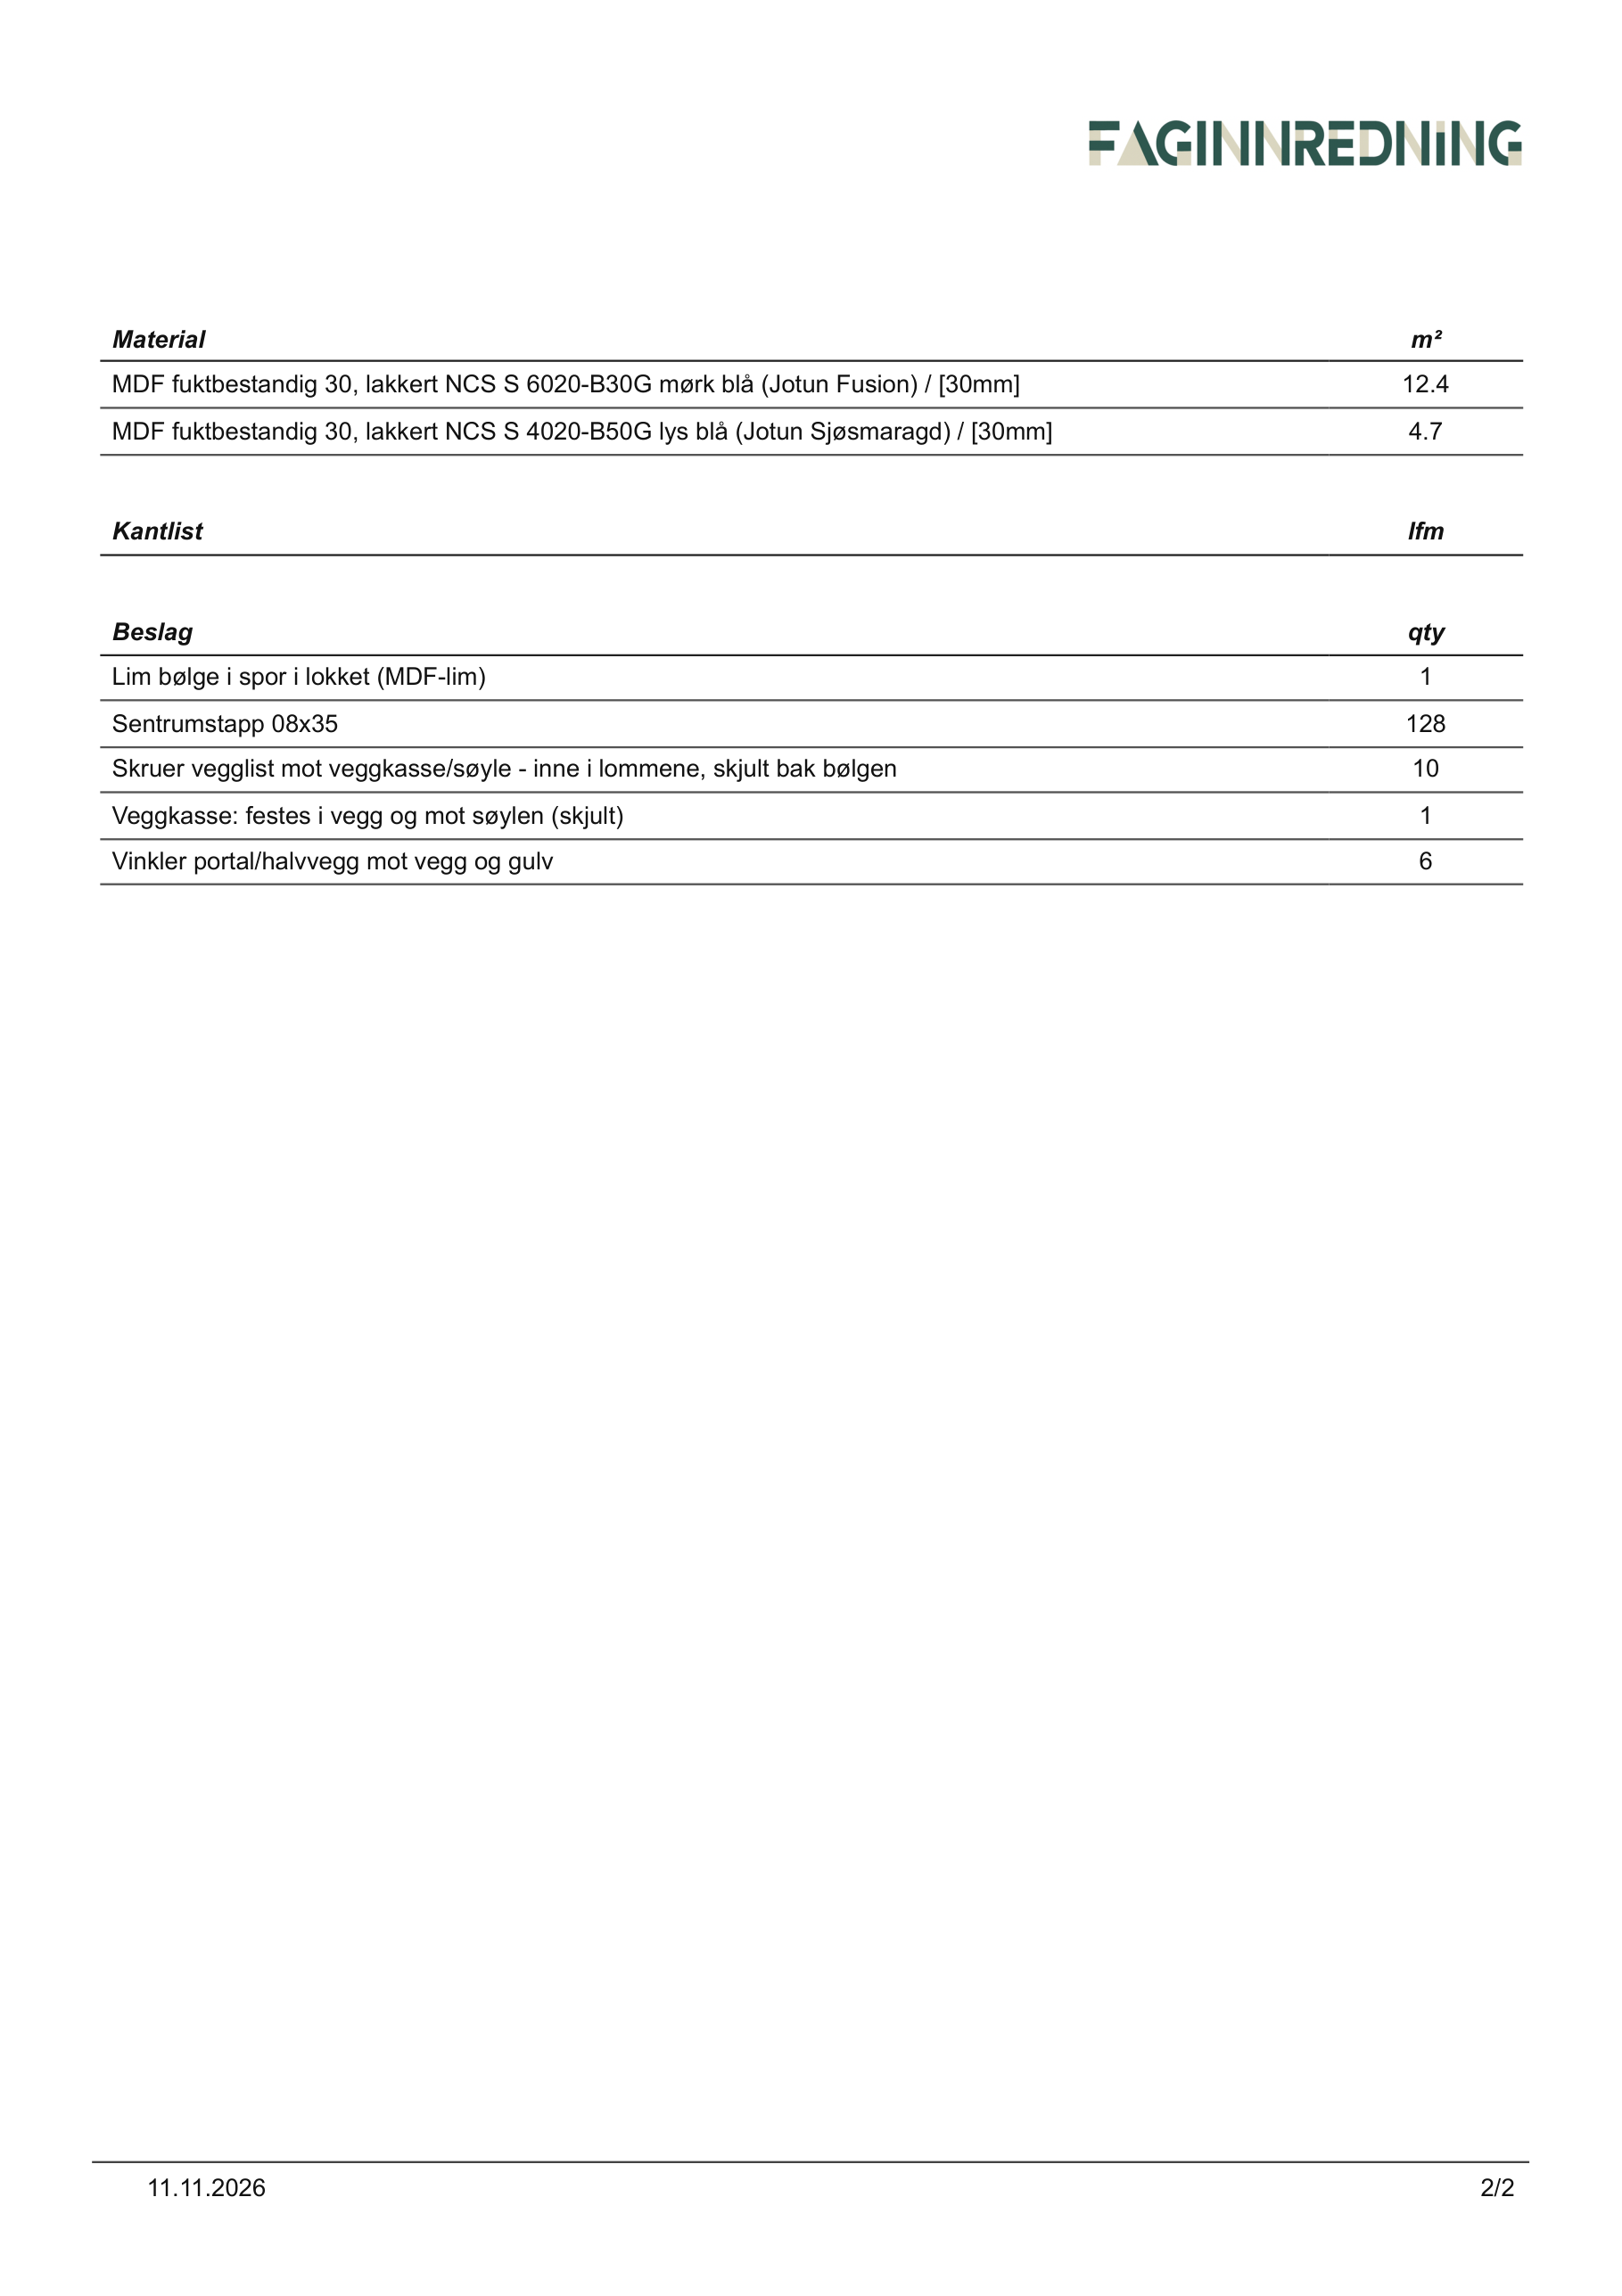 FAGINNREDNING
Material m²
MDF fuktbestandig 30, lakkert NCS S 6020-B30G mørk blå (Jotun Fusion) / [30mm] 12.4
MDF fuktbestandig 30, lakkert NCS S 4020-B50G lys blå (Jotun Sjøsmaragd) / [30mm] 4.7
Kantlist lfm
Beslag qty
Lim bølge i spor i lokket (MDF-lim) 1
Sentrumstapp 08x35 128
Skruer vegglist mot veggkasse/søyle - inne i lommene, skjult bak bølgen 10
Veggkasse: festes i vegg og mot søylen (skjult) 1
Vinkler portal/halvvegg mot vegg og gulv 6
11.11.2026 2/2